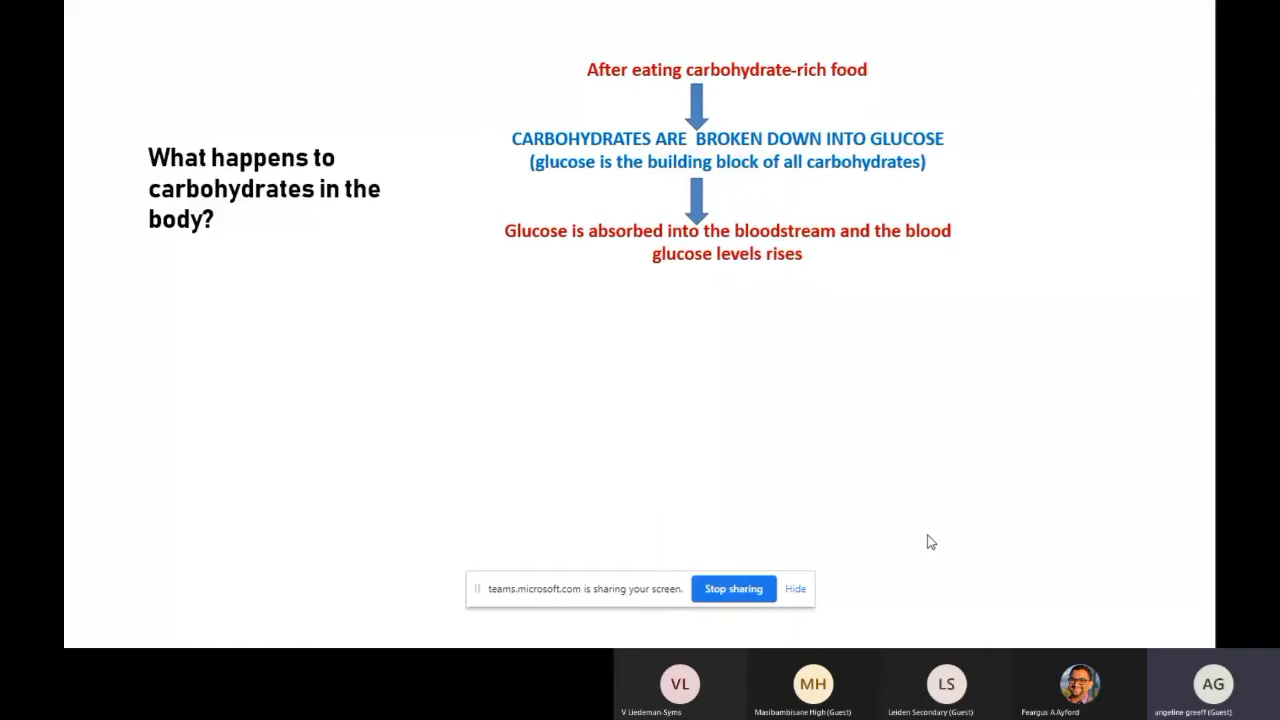 After eating carbohydrate-rich food
CARBOHYDRATES ARE BROKEN DOWN INTO GLUCOSE
(glucose is the building block of all carbohydrates)
What happens to
carbohydrates in the
body?
Glucose is absorbed into the bloodstream and the blood
glucose levels rises
teams.microsoft.com is sharing your screen.
Stop sharing
Hide
VL
MH
LS
AG
V Liedeman-Syms
Masibambisane High (Guest)
Leiden Secondary (Guest)
Feargus A Ayford
angeline greeff (Guest)